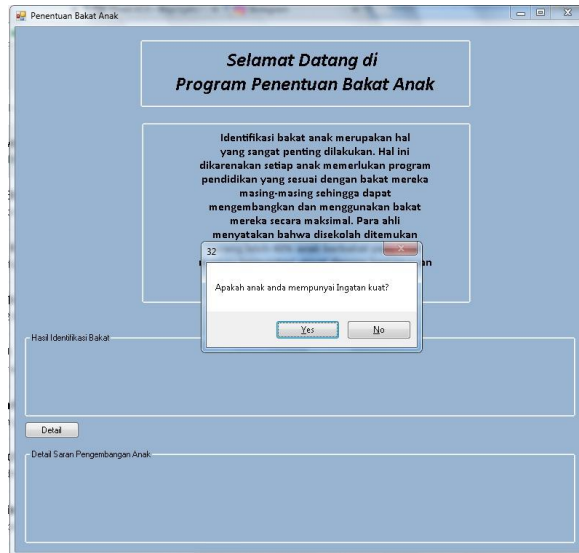 Penentuan Bakat Anak
Selamat Datang di
Program Penentuan Bakat Anak
Identifikasi bakat anak merupakan hal
yang sangat penting dilakukan. Hal ini
dikarenakan setiap anak memerlukan program
pendidikan yang sesuai dengan bakat mereka
masing-masing sehingga dapat
mengembangkan dan menggunakan bakat
mereka secara maksimal. Para ahli
menyatakan bahwa disekolah ditemukan
32
Apakah anak anda mempunyai Ingatan kuat?
Yes
No
Hasil Identifikasi Bakat
Detail
Detail Saran Pengembangan Anak